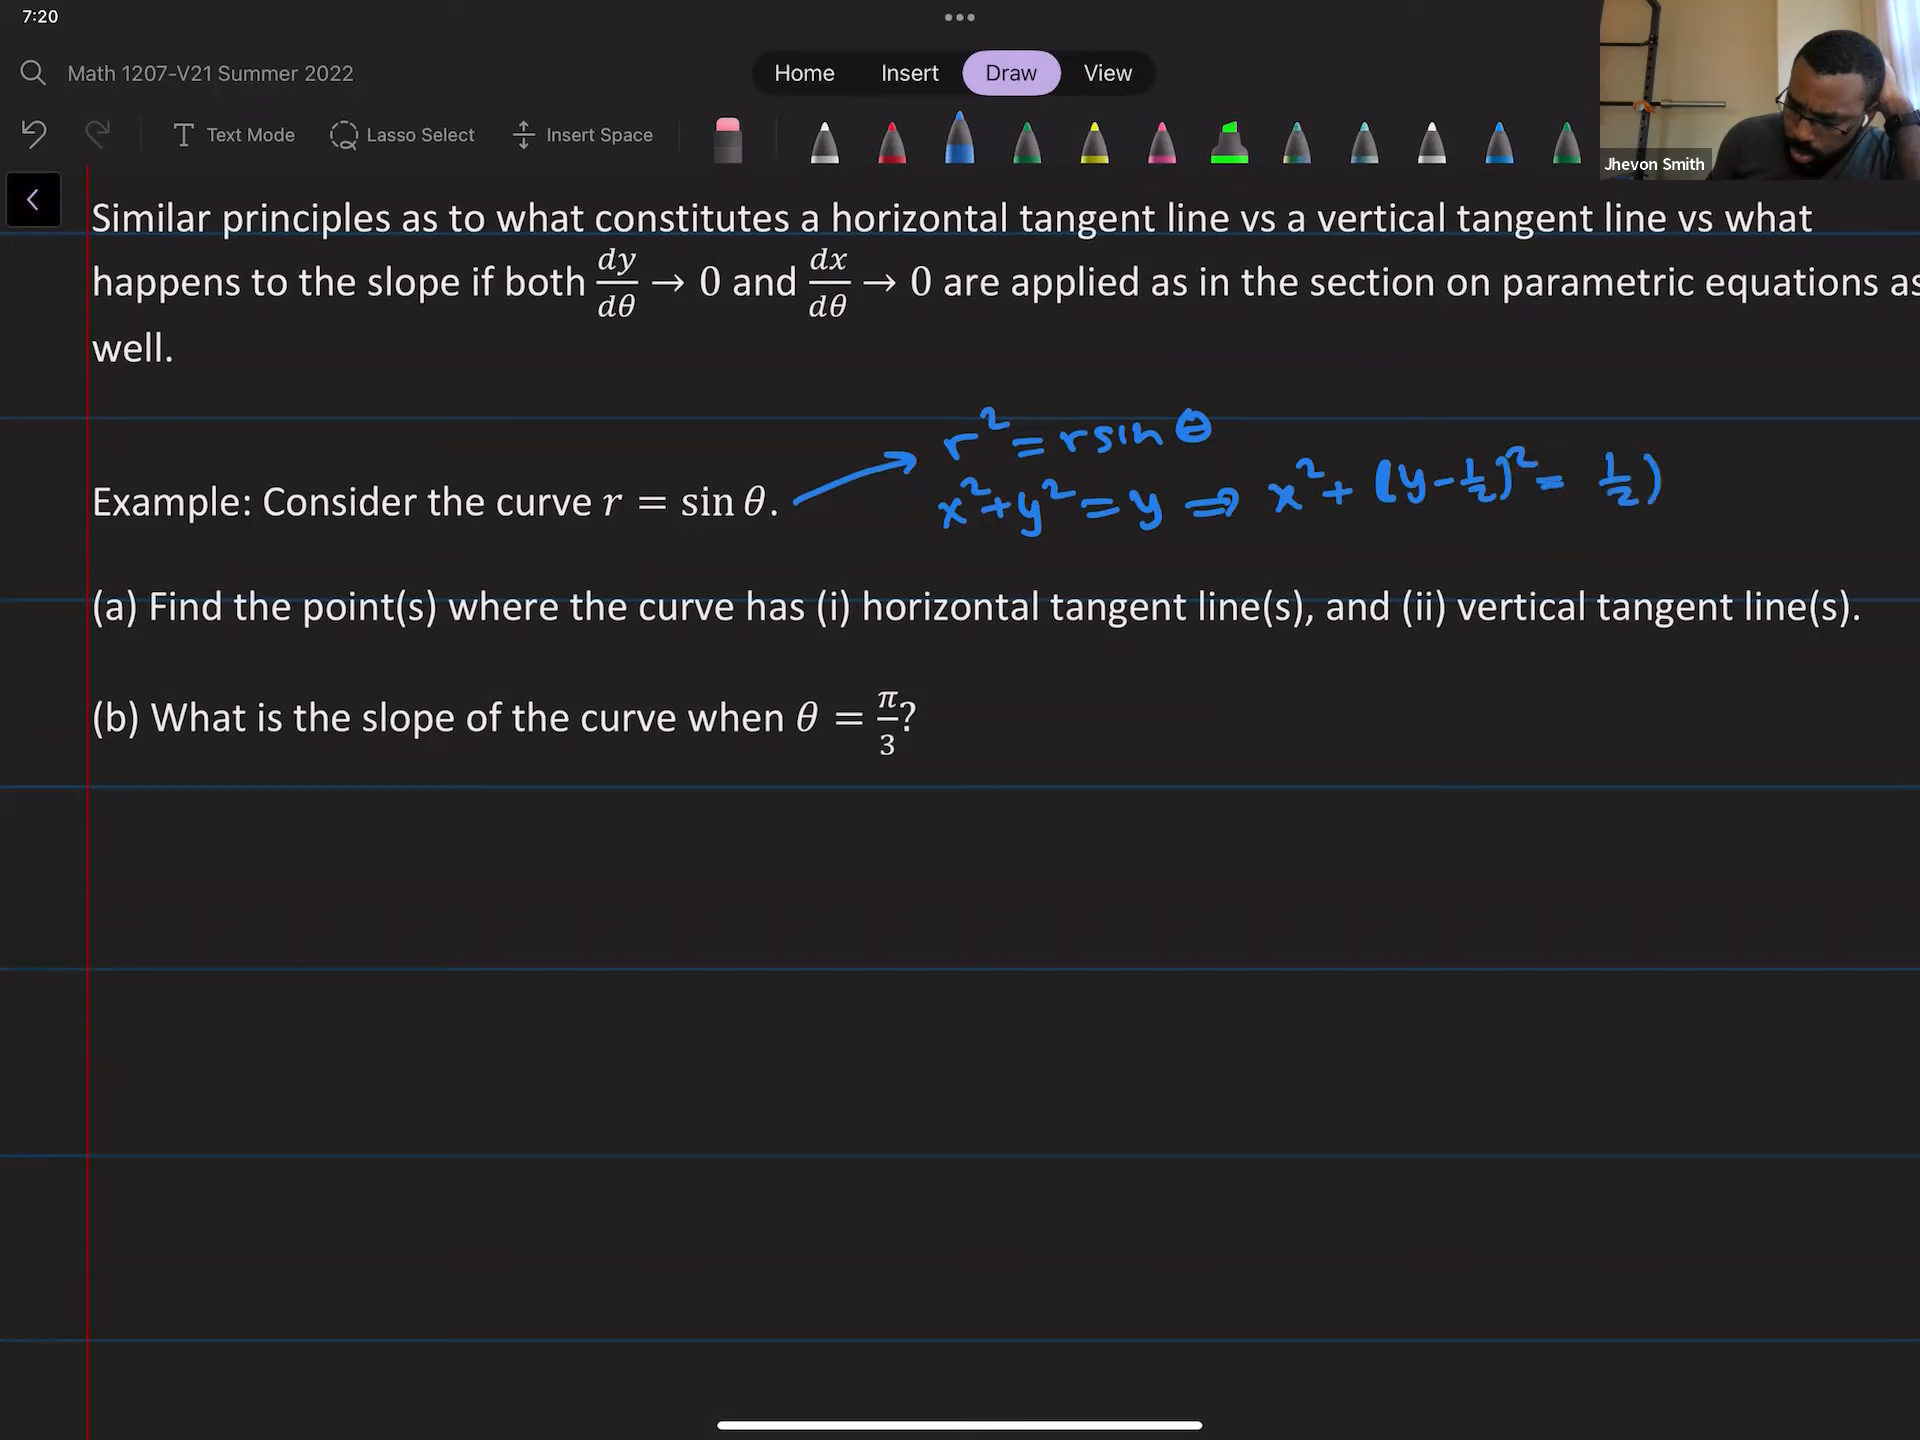 7:20
Math 1207-V21 Summer 2022
Home Insert Draw View
Text Mode Lasso Select Insert Space
Jhevon Smith
Similar principles as to what constitutes a horizontal tangent line vs a vertical tangent line vs what
happens to the slope if both dy/dθ → 0 and dx/dθ → 0 are applied as in the section on parametric equations as
well.
r² = r sin θ
Example: Consider the curve r = sin θ.
x² + y² = y ⇒ x² + (y - 1/2)² = 1/2)
(a) Find the point(s) where the curve has (i) horizontal tangent line(s), and (ii) vertical tangent line(s).
(b) What is the slope of the curve when θ = π/3?